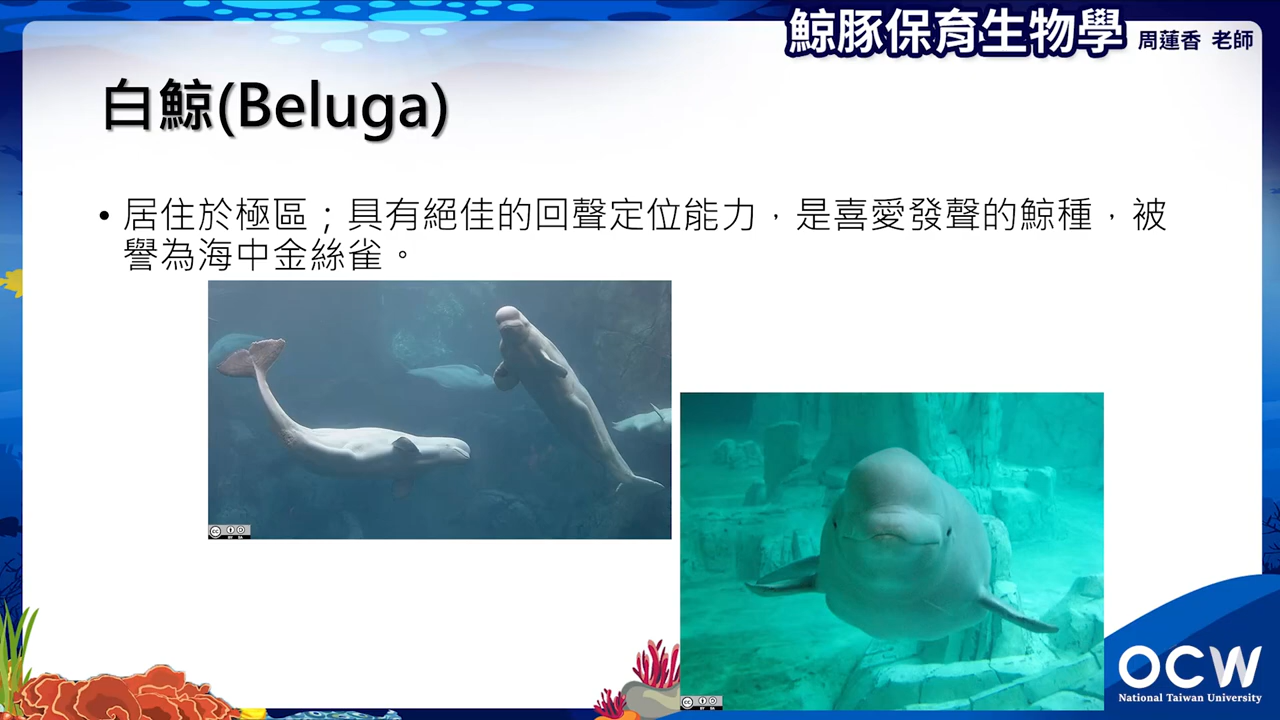 鯨豚保育生物學 周蓮香 老師
白鯨(Beluga)
• 居住於極區；具有絕佳的回聲定位能力，是喜愛發聲的鯨種，被
譽為海中金絲雀。
OCW
National Taiwan University